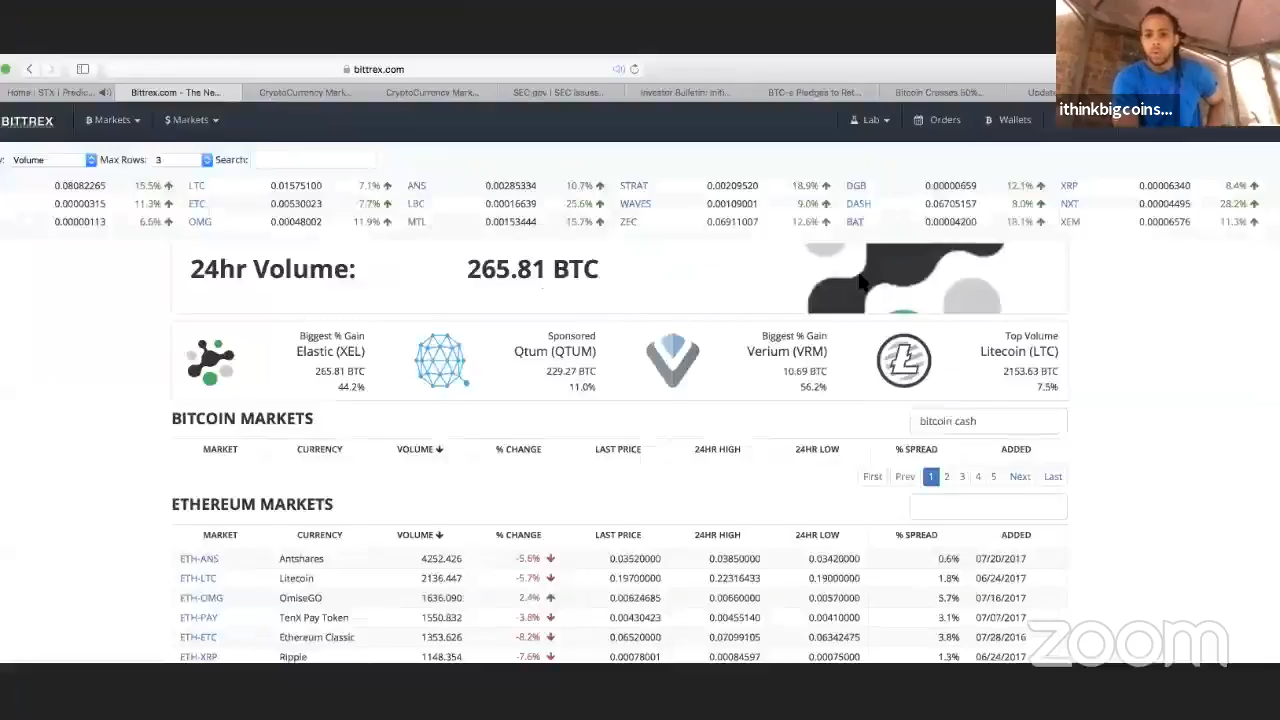 bittrex.com
Home | STX | Predic... Bittrex.com - The Ne... CryptoCurrency Mark... CryptoCurrency Mark... SEC.gov | SEC Issues... Investor Bulletin: Initi... BTC-e Pledges to Ret... Bitcoin Crosses 50%... Update
ithinkbigcoins...
BITTREX B Markets $ Markets Lab Orders B Wallets
y: Volume Max Rows: 3 Search:
0.08082265 15.5% LTC 0.01575100 7.1% ANS 0.00285334 10.7% STRAT 0.00209520 18.9% DGB 0.00000659 12.1% XRP 0.00006340 8.4%
0.00000315 11.3% ETC 0.00530023 7.7% LBC 0.00016639 25.6% WAVES 0.00109001 9.0% DASH 0.06705157 8.0% NXT 0.00004495 28.2%
0.00000113 6.6% OMG 0.00048002 11.9% MTL 0.00153444 15.7% ZEC 0.06911007 12.6% BAT 0.00004200 18.1% XEM 0.00006576 11.3%
24hr Volume: 265.81 BTC
Biggest % Gain Sponsored Biggest % Gain Top Volume
Elastic (XEL) Qtum (QTUM) Verium (VRM) Litecoin (LTC)
265.81 BTC 229.27 BTC 10.69 BTC 2153.63 BTC
44.2% 11.0% 56.2% 7.5%
BITCOIN MARKETS bitcoin cash
MARKET CURRENCY VOLUME % CHANGE LAST PRICE 24HR HIGH 24HR LOW % SPREAD ADDED
First Prev 1 2 3 4 5 Next Last
ETHEREUM MARKETS
MARKET CURRENCY VOLUME % CHANGE LAST PRICE 24HR HIGH 24HR LOW % SPREAD ADDED
ETH-ANS Antshares 4252.426 -5.6% 0.03520000 0.03850000 0.03420000 0.6% 07/20/2017
ETH-LTC Litecoin 2136.447 -5.7% 0.19700000 0.22316433 0.19000000 1.8% 06/24/2017
ETH-OMG OmiseGO 1636.090 2.4% 0.00624685 0.00660000 0.00570000 5.7% 07/16/2017
ETH-PAY TenX Pay Token 1550.832 -3.8% 0.00430423 0.00455140 0.00410000 3.1% 07/07/2017
ETH-ETC Ethereum Classic 1353.626 -8.2% 0.06520000 0.07099105 0.06342475 3.8% 07/28/2016
ETH-XRP Ripple 1148.354 -7.6% 0.00078001 0.00084597 0.00075000 1.3% 06/24/2017
zoom